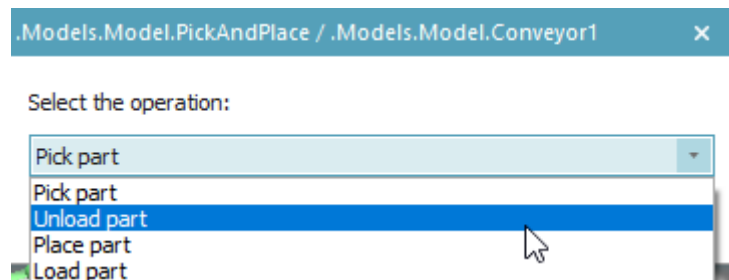 .Models.Model.PickAndPlace / .Models.Model.Conveyor1
Select the operation:
Pick part
Pick part
Unload part
Place part
Load part